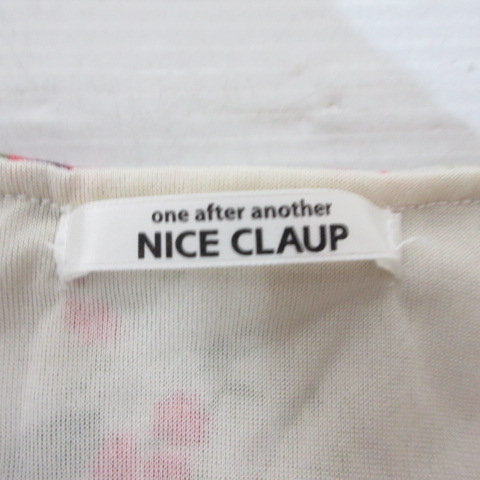 one after another
NICE CLAUP